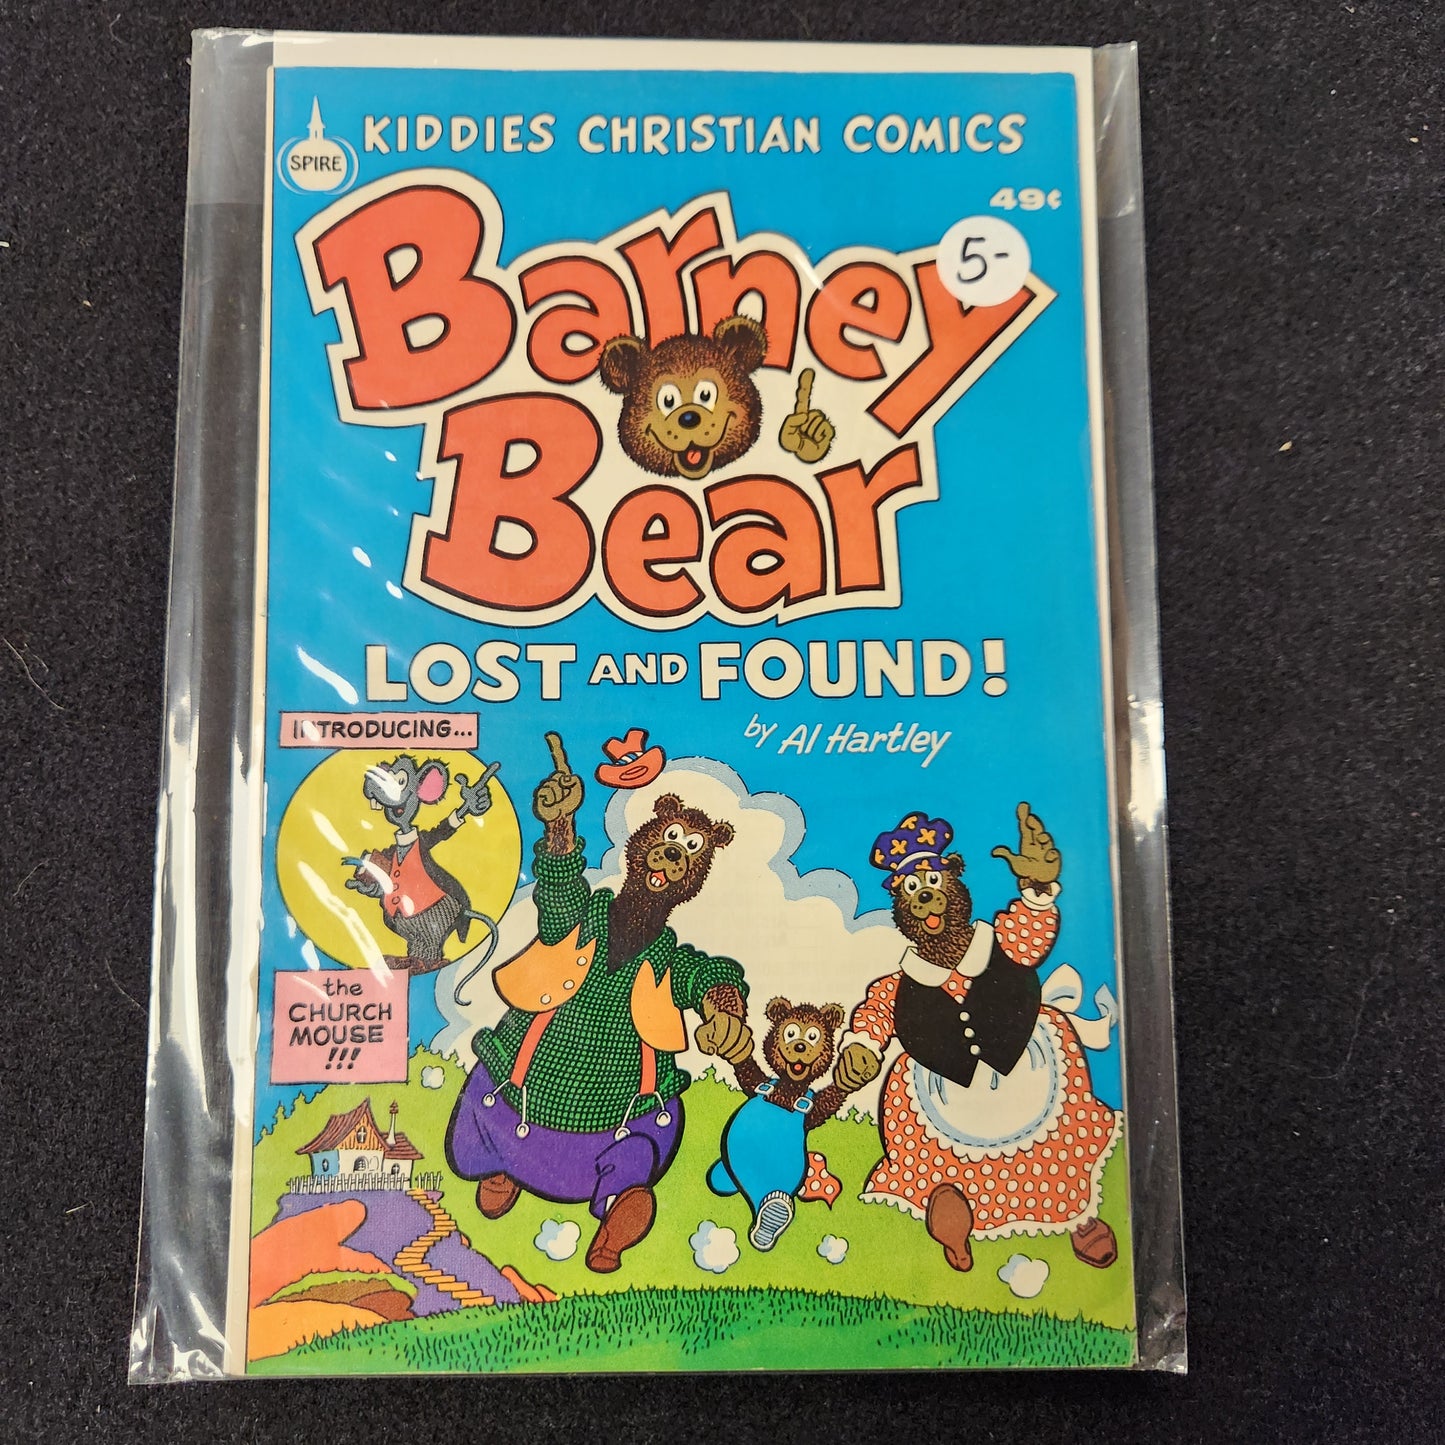 KIDDIES CHRISTIAN COMICS
SPIRE
49¢
5-
Barney
Bear
LOST AND FOUND!
by Al Hartley
INTRODUCING...
the
CHURCH
MOUSE
!!!